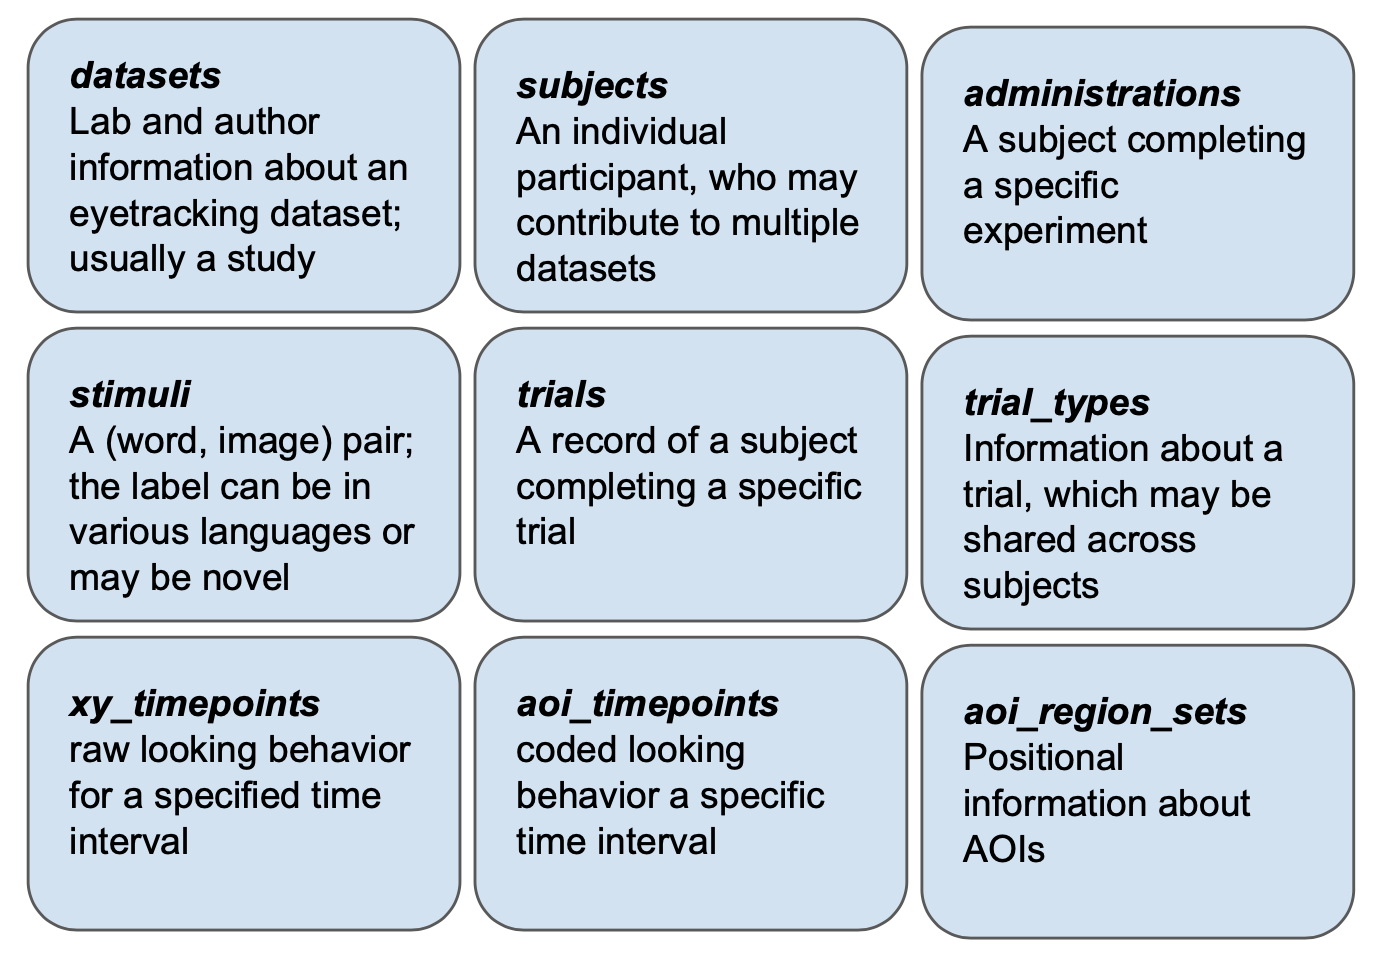 datasets
Lab and author
information about an
eyetracking dataset;
usually a study
subjects
An individual
participant, who may
contribute to multiple
datasets
administrations
A subject completing
a specific
experiment
stimuli
A (word, image) pair;
the label can be in
various languages or
may be novel
trials
A record of a subject
completing a specific
trial
trial_types
Information about a
trial, which may be
shared across
subjects
xy_timepoints
raw looking behavior
for a specified time
interval
aoi_timepoints
coded looking
behavior a specific
time interval
aoi_region_sets
Positional
information about
AOIs